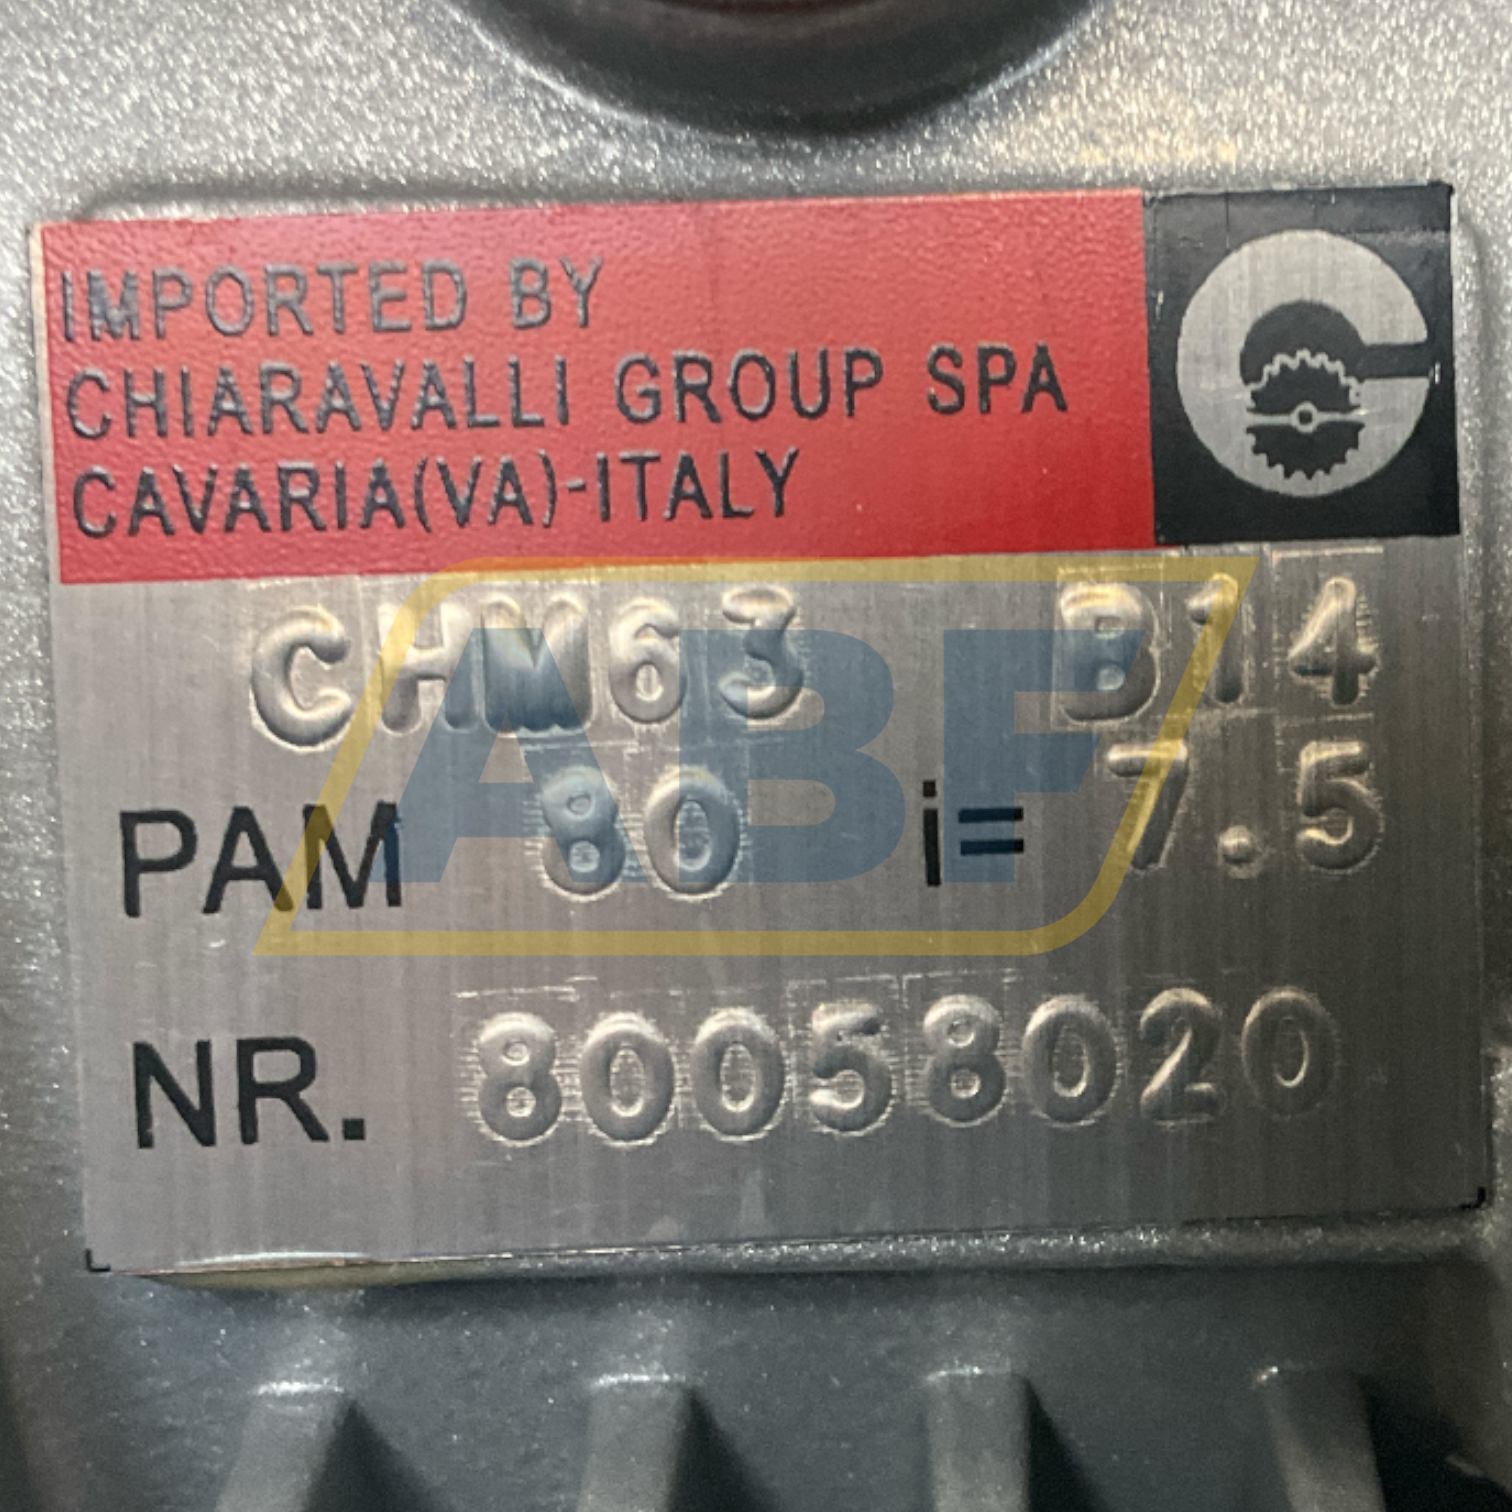 IMPORTED BY
CHIARAVALLI GROUP SPA
CAVARIA(VA)-ITALY
CHM63 B14
PAM 80 i= 7.5
NR. 80058020
ABF